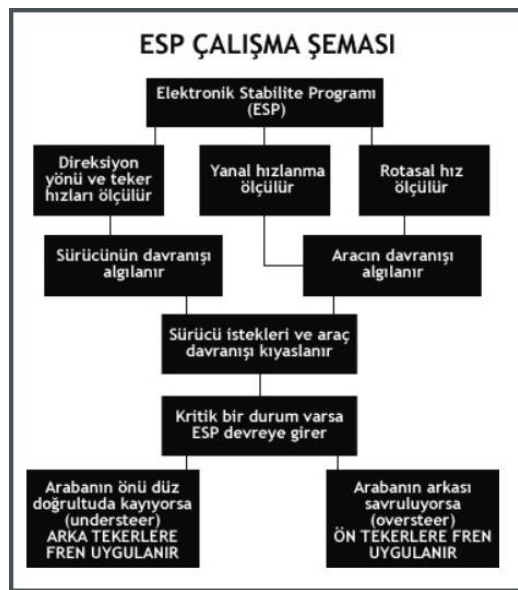 ESP ÇALIŞMA ŞEMASI
Elektronik Stabilite Programı
(ESP)
Direksiyon
yönü ve teker
hızları ölçülür
Yanal hızlanma
ölçülür
Rotasal hız
ölçülür
Sürücünün davranışı
algılanır
Aracın davranışı
algılanır
Sürücü istekleri ve araç
davranışı kıyaslanır
Kritik bir durum varsa
ESP devreye girer
Arabanın önü düz
doğrultuda kayıyorsa
(understeer)
ARKA TEKERLERE
FREN UYGULANIR
Arabanın arkası
savruluyorsa
(oversteer)
ÖN TEKERLERE FREN
UYGULANIR